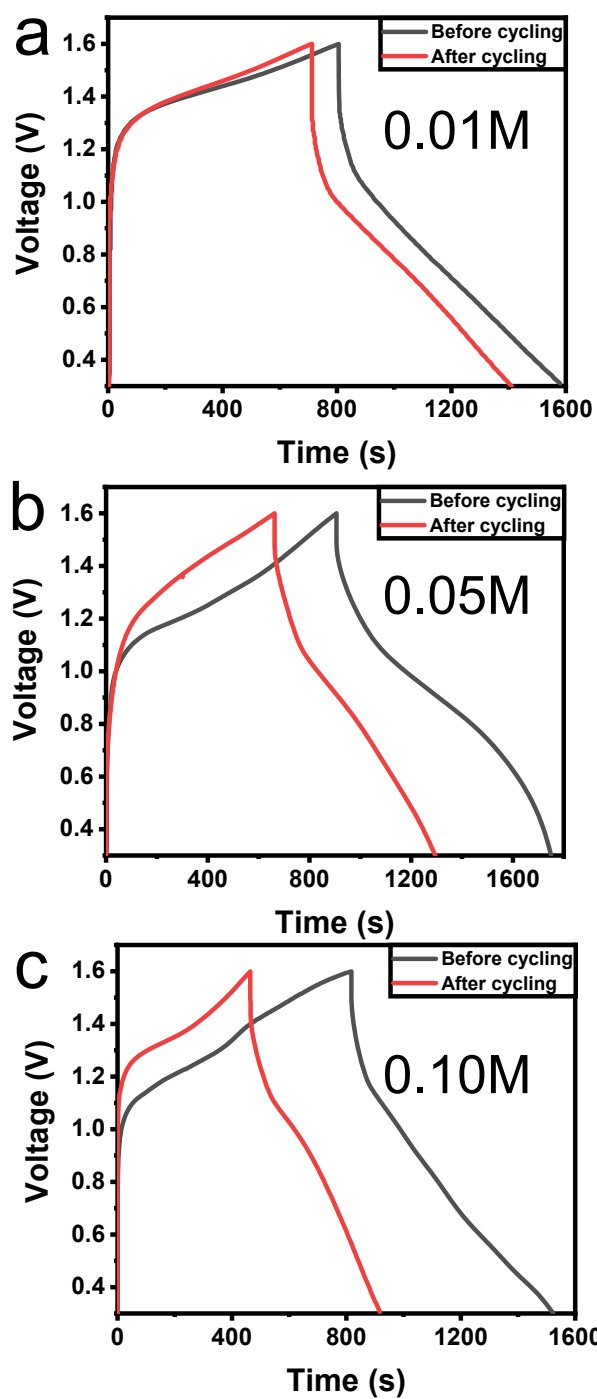 a
Before cycling
After cycling
0.01M
1.6
1.4
1.2
1.0
0.8
0.6
0.4
Voltage (V)
0 400 800 1200 1600
Time (s)
b
Before cycling
After cycling
0.05M
1.6
1.4
1.2
1.0
0.8
0.6
0.4
Voltage (V)
0 400 800 1200 1600
Time (s)
c
Before cycling
After cycling
0.10M
1.6
1.4
1.2
1.0
0.8
0.6
0.4
Voltage (V)
0 400 800 1200 1600
Time (s)